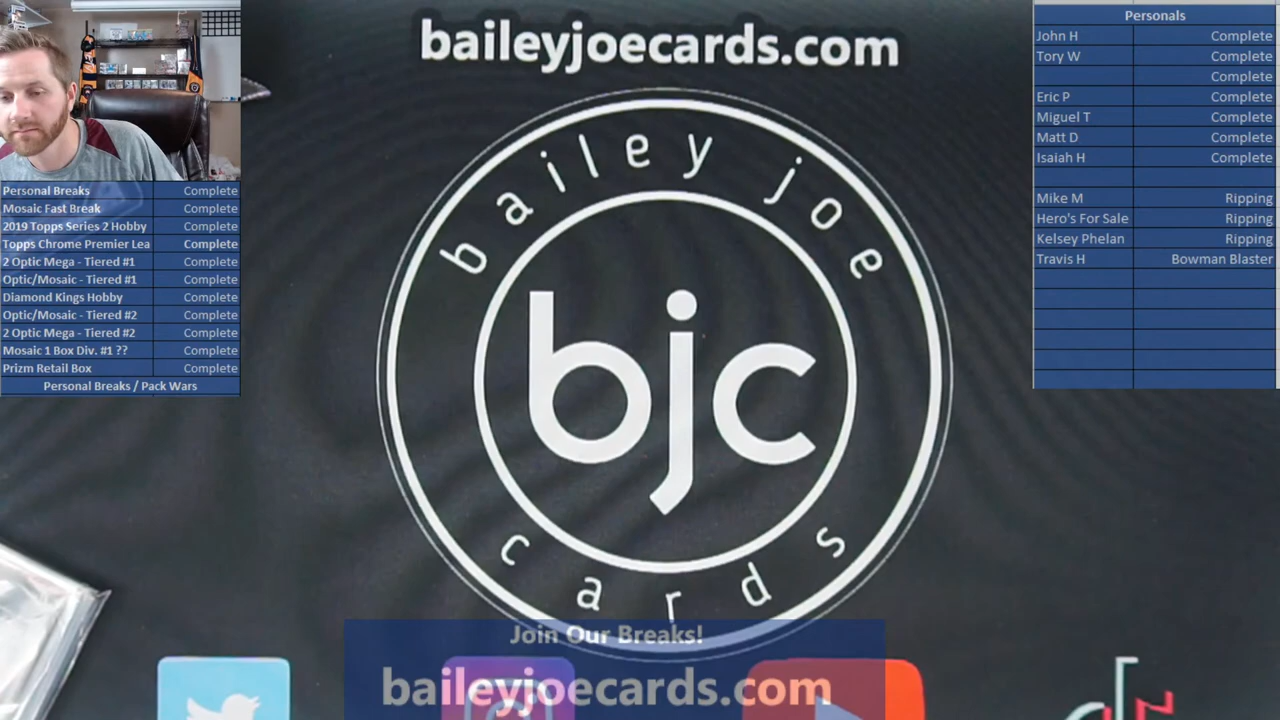 baileyjoecards.com
bailey joe
bjc
cards
Personal Breaks Complete
Mosaic Fast Break Complete
2019 Topps Series 2 Hobby Complete
Topps Chrome Premier Lea Complete
2 Optic Mega - Tiered #1 Complete
Optic/Mosaic - Tiered #1 Complete
Diamond Kings Hobby Complete
Optic/Mosaic - Tiered #2 Complete
2 Optic Mega - Tiered #2 Complete
Mosaic 1 Box Div. #1 ?? Complete
Prizm Retail Box Complete
Personal Breaks / Pack Wars
Personals
John H Complete
Tory W Complete
Complete
Eric P Complete
Miguel T Complete
Matt D Complete
Isaiah H Complete
Mike M Ripping
Hero's For Sale Ripping
Kelsey Phelan Ripping
Travis H Bowman Blaster
Join Our Breaks!
baileyjoecards.com